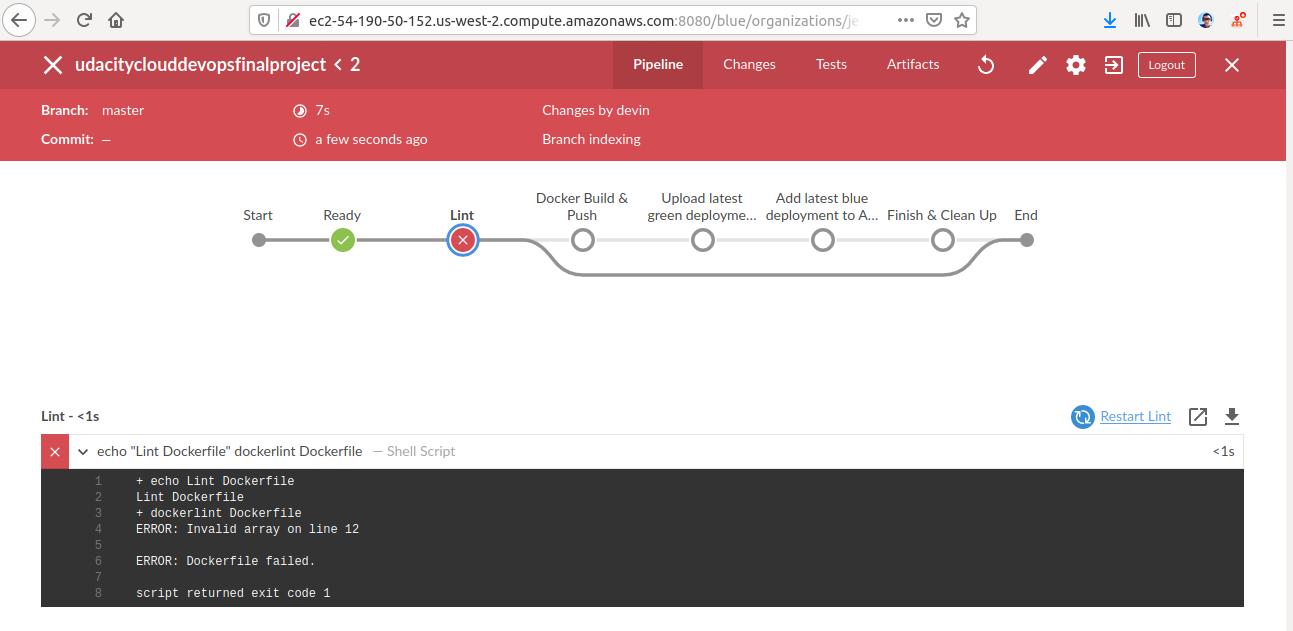 ec2-54-190-50-152.us-west-2.compute.amazonaws.com:8080/blue/organizations/je
udacityclouddevopsfinalproject < 2
Pipeline
Changes
Tests
Artifacts
Logout
Branch: master
7s
Changes by devin
Commit: –
a few seconds ago
Branch indexing
Start
Ready
Lint
Docker Build &
Push
Upload latest
green deployme...
Add latest blue
deployment to A...
Finish & Clean Up
End
Lint - <1s
Restart Lint
echo "Lint Dockerfile" dockerlint Dockerfile — Shell Script
<1s
1 + echo Lint Dockerfile
2 Lint Dockerfile
3 + dockerlint Dockerfile
4 ERROR: Invalid array on line 12
5
6 ERROR: Dockerfile failed.
7
8 script returned exit code 1